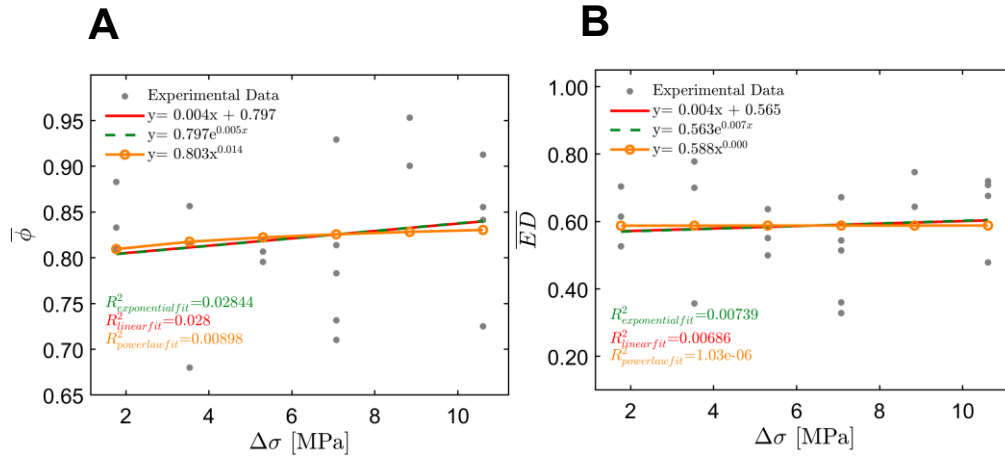 A
B
Experimental Data
y= 0.004x + 0.797
y= 0.797e^0.005x
y= 0.803x^0.014
0.95
0.90
0.85
0.80
0.75
0.70
0.65
ϕ̅
R²exponentialfit=0.02844
R²linearfit=0.028
R²powerlawfit=0.00898
2 4 6 8 10
Δσ [MPa]
Experimental Data
y= 0.004x + 0.565
y= 0.563e^0.007x
y= 0.588x^0.000
1.00
0.80
0.60
0.40
0.20
E̅D̅
R²exponentialfit=0.00739
R²linearfit=0.00686
R²powerlawfit=1.03e-06
2 4 6 8 10
Δσ [MPa]